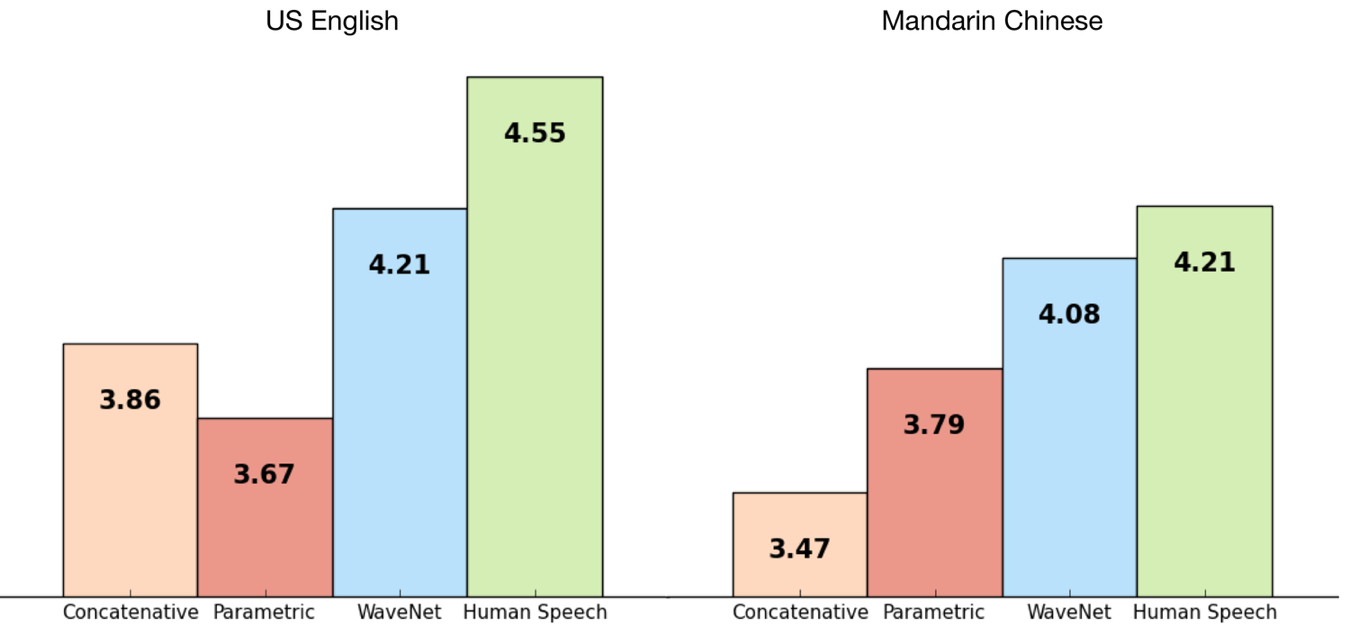 US English
4.55
4.21
3.86
3.67
Concatenative Parametric WaveNet Human Speech
Mandarin Chinese
4.21
4.08
3.79
3.47
Concatenative Parametric WaveNet Human Speech